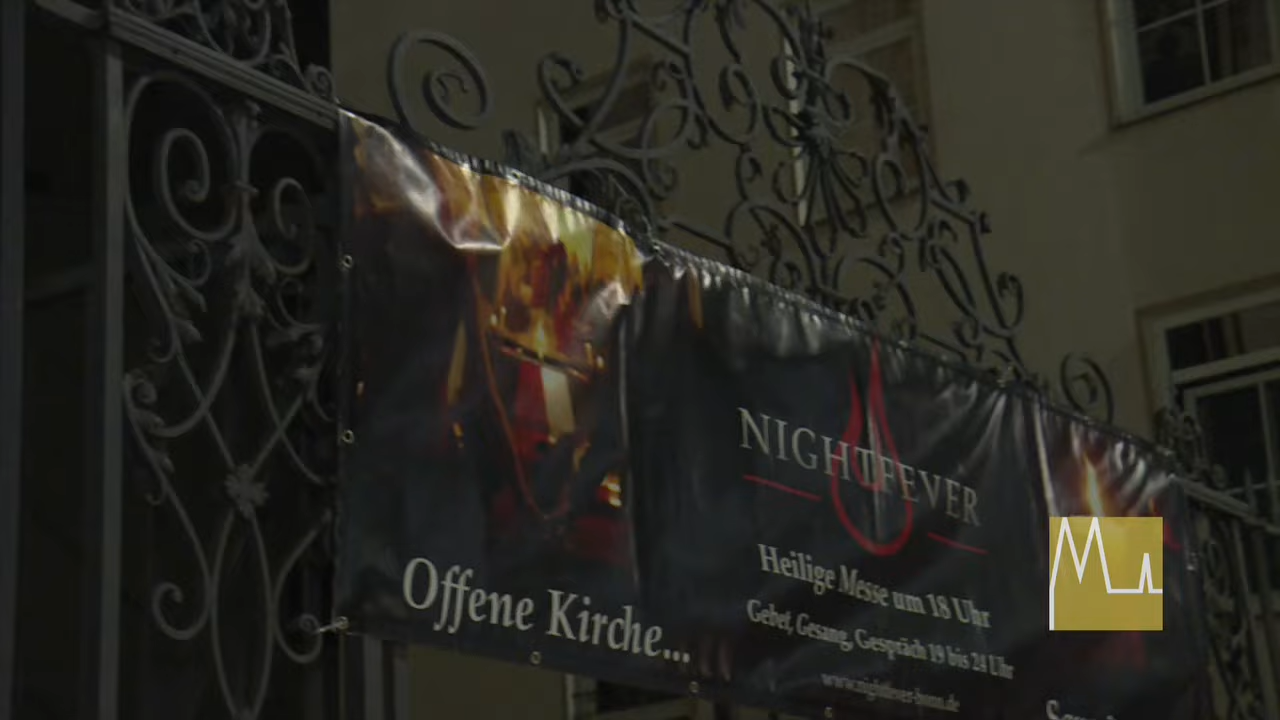 Offene Kirche...
NIGHTFEVER
Heilige Messe um 18 Uhr
Gebet, Gesang, Gespräch 19 bis 24 Uhr
www.nightfever-bonn.de